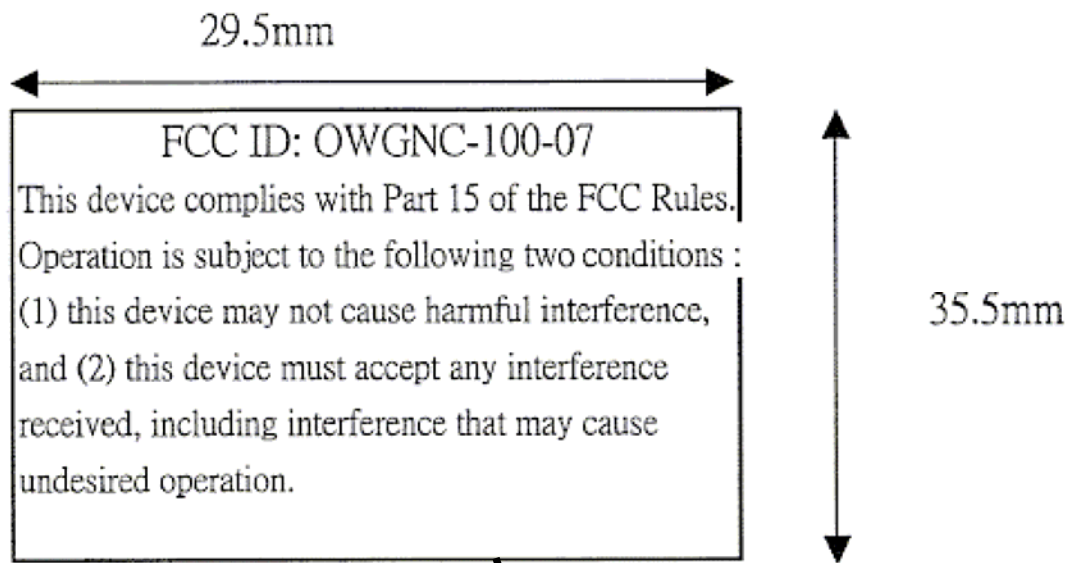 29.5mm
FCC ID: OWGNC-100-07
This device complies with Part 15 of the FCC Rules.
Operation is subject to the following two conditions :
(1) this device may not cause harmful interference,
35.5mm
and (2) this device must accept any interference
received, including interference that may cause
undesired operation.